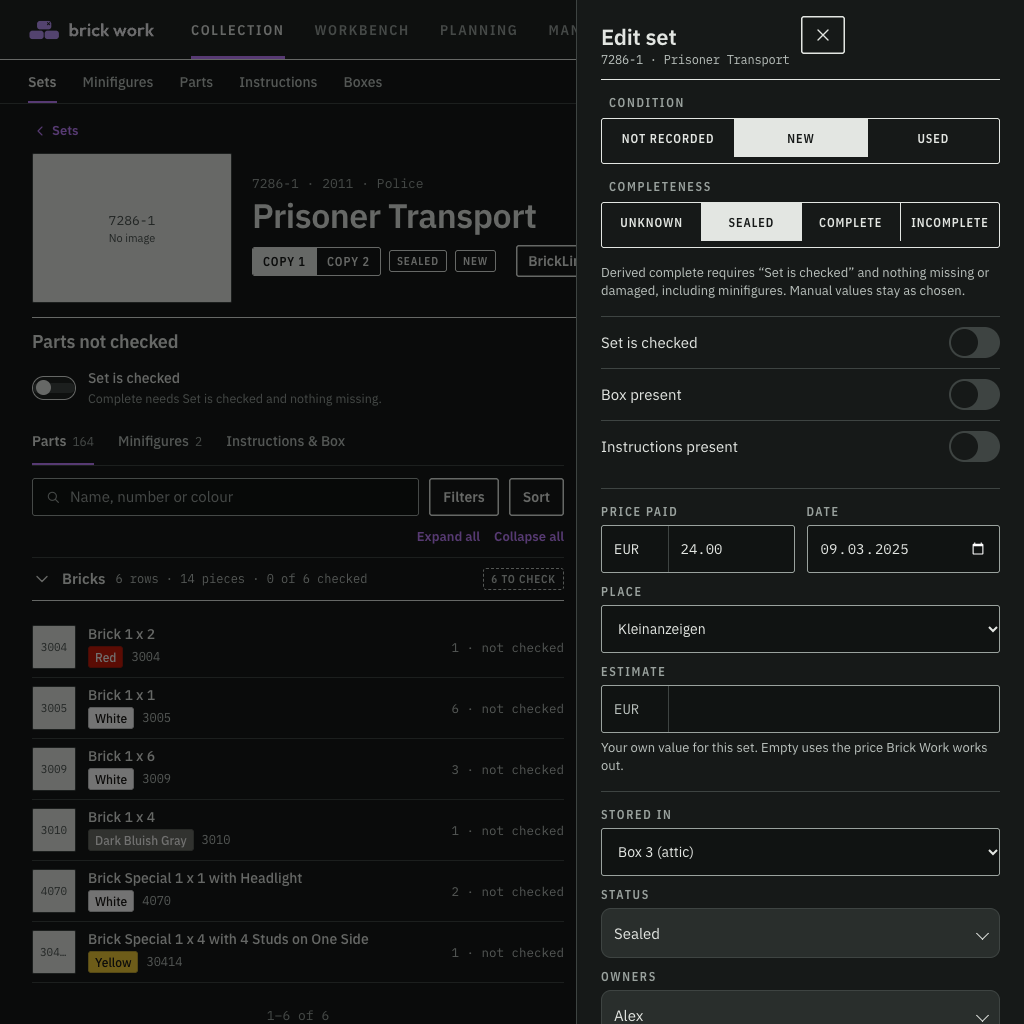 brick work
COLLECTION
WORKBENCH
PLANNING
Sets
Minifigures
Parts
Instructions
Boxes
Sets
7286-1
No image
7286-1 · 2011 · Police
Prisoner Transport
COPY 1
COPY 2
SEALED
NEW
Parts not checked
Set is checked
Complete needs Set is checked and nothing missing.
Parts 164
Minifigures 2
Instructions & Box
Name, number or colour
Filters
Sort
Expand all
Collapse all
Bricks 6 rows · 14 pieces · 0 of 6 checked
6 TO CHECK
3004
Brick 1 x 2
Red 3004
1 · not checked
3005
Brick 1 x 1
White 3005
6 · not checked
3009
Brick 1 x 6
White 3009
3 · not checked
3010
Brick 1 x 4
Dark Bluish Gray 3010
1 · not checked
4070
Brick Special 1 x 1 with Headlight
White 4070
2 · not checked
304…
Brick Special 1 x 4 with 4 Studs on One Side
Yellow 30414
1 · not checked
1–6 of 6
Edit set
7286-1 · Prisoner Transport
CONDITION
NOT RECORDED
NEW
USED
COMPLETENESS
UNKNOWN
SEALED
COMPLETE
INCOMPLETE
Derived complete requires “Set is checked” and nothing missing or
damaged, including minifigures. Manual values stay as chosen.
Set is checked
Box present
Instructions present
PRICE PAID
DATE
EUR
24.00
09.03.2025
PLACE
Kleinanzeigen
ESTIMATE
EUR
Your own value for this set. Empty uses the price Brick Work works
out.
STORED IN
Box 3 (attic)
STATUS
Sealed
OWNERS
Alex